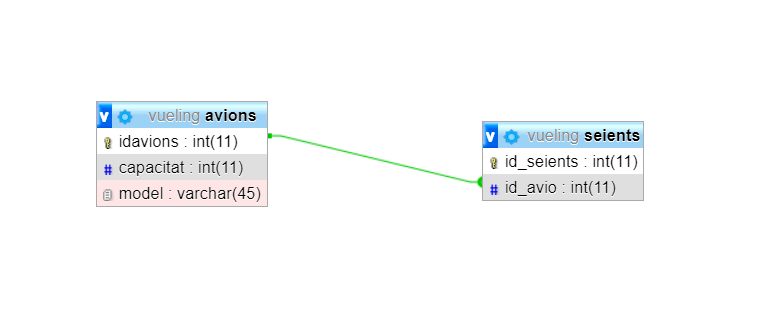 v vueling avions
idavions : int(11)
# capacitat : int(11)
model : varchar(45)
v vueling seients
id_seients : int(11)
# id_avio : int(11)